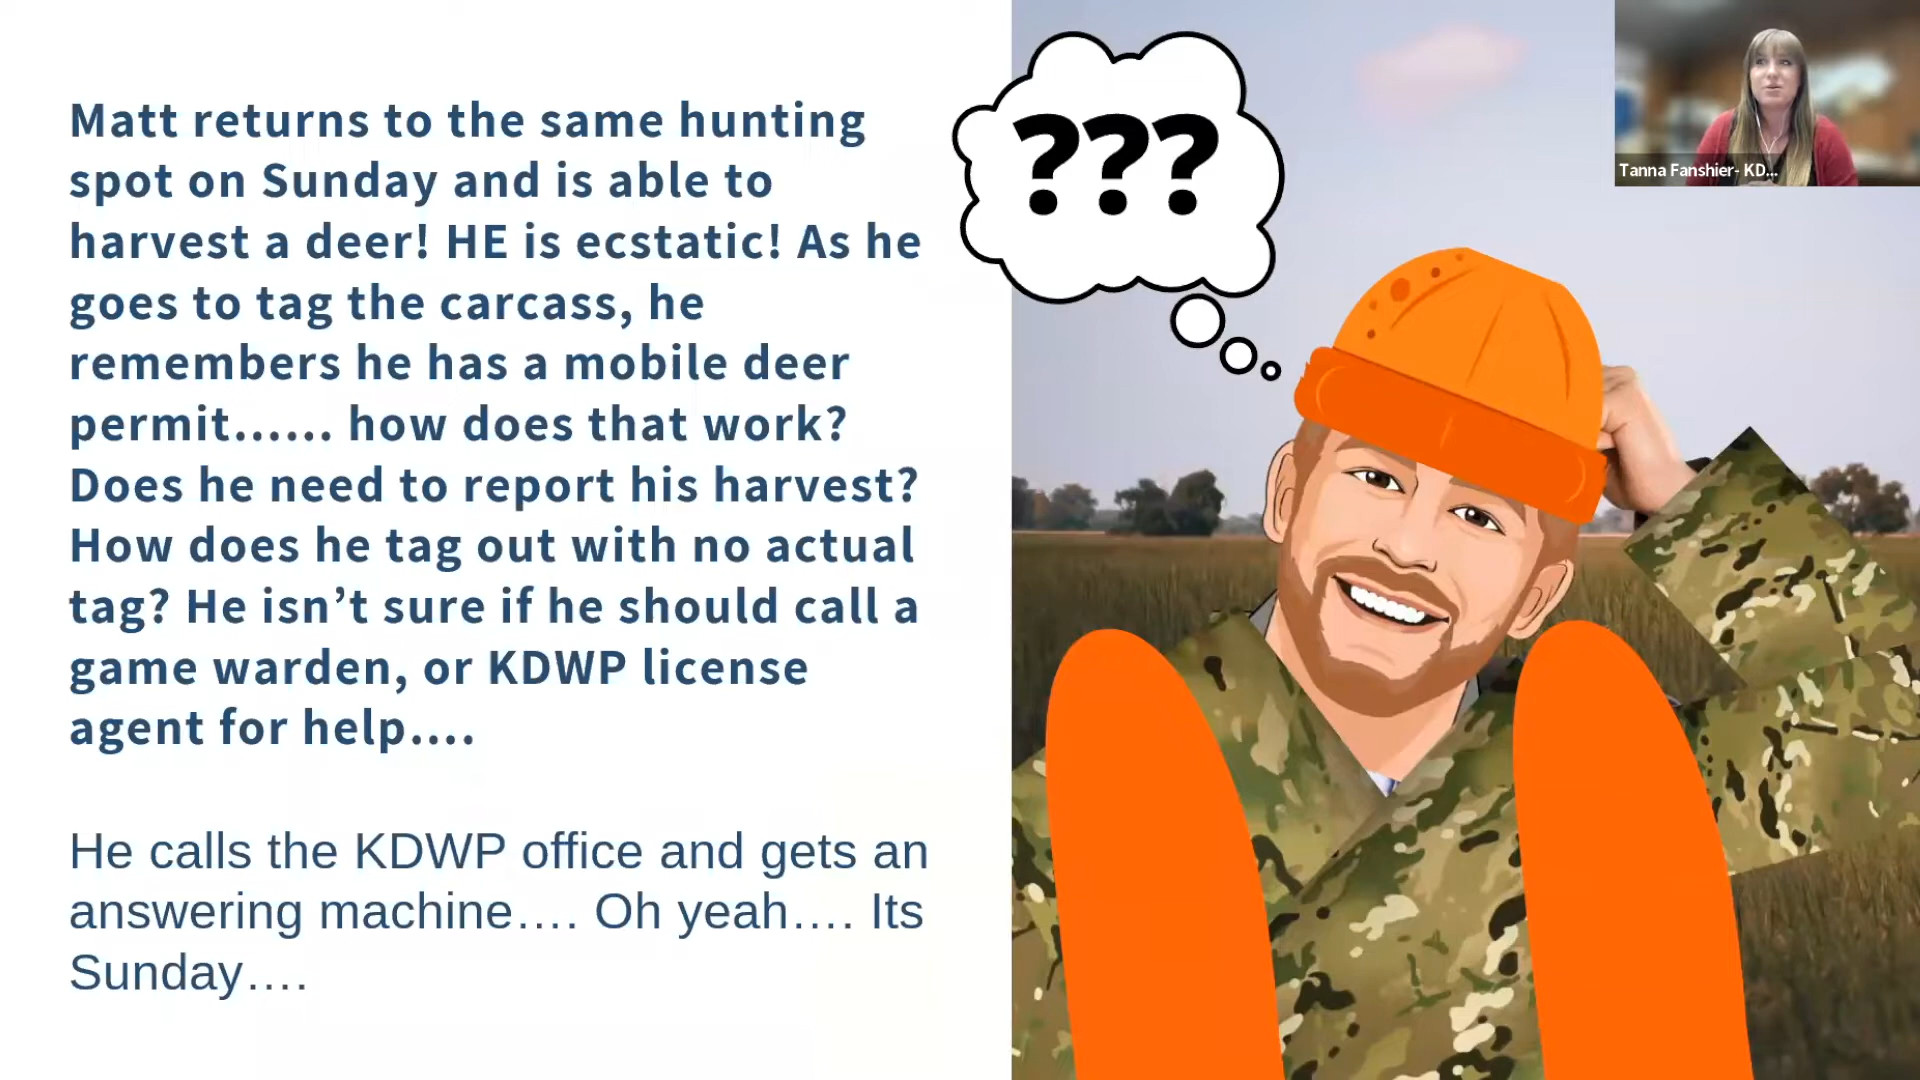 Matt returns to the same hunting
spot on Sunday and is able to
harvest a deer! HE is ecstatic! As he
goes to tag the carcass, he
remembers he has a mobile deer
permit...... how does that work?
Does he need to report his harvest?
How does he tag out with no actual
tag? He isn’t sure if he should call a
game warden, or KDWP license
agent for help....
He calls the KDWP office and gets an
answering machine.... Oh yeah.... Its
Sunday....
???
Tanna Fanshier- KD...